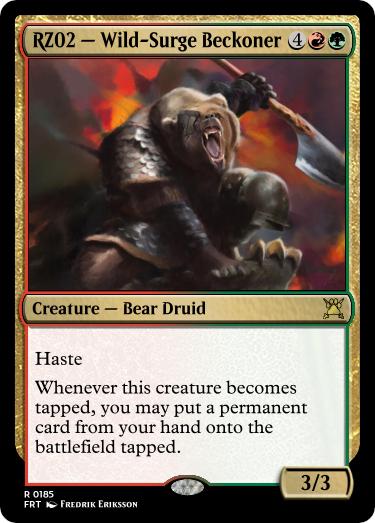 RZ02 — Wild-Surge Beckoner 4
Creature — Bear Druid
Haste
Whenever this creature becomes
tapped, you may put a permanent
card from your hand onto the
battlefield tapped.
3/3
R 0185
FRT Fredrik Eriksson